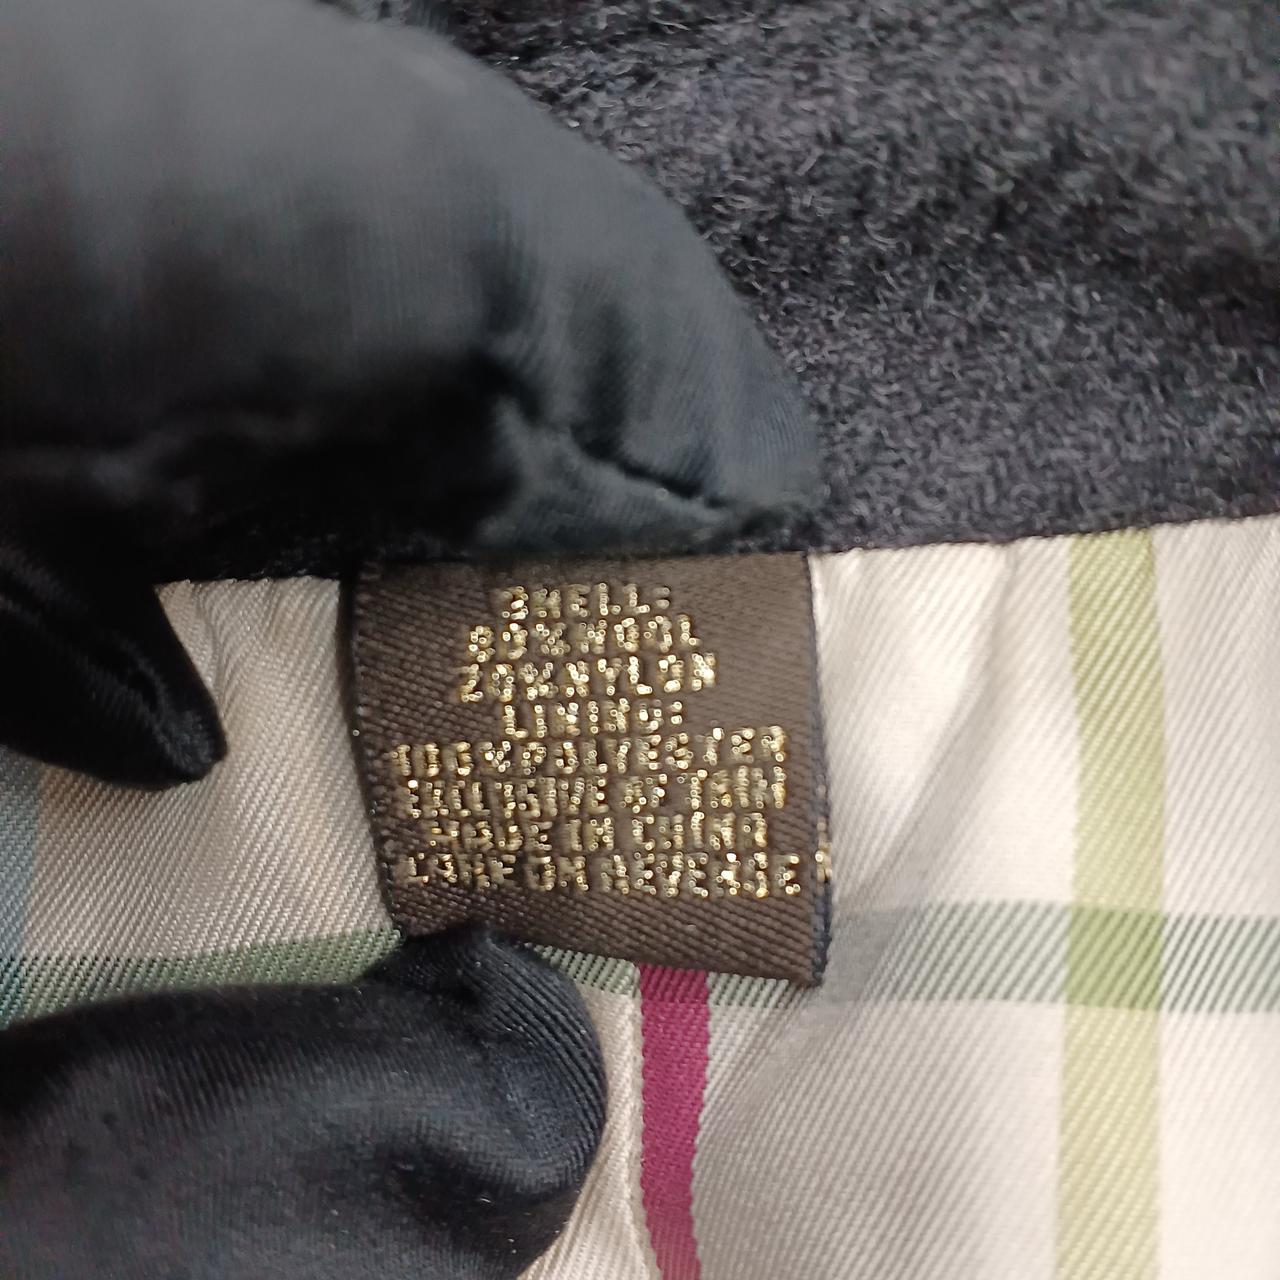 SHELL:
80% WOOL
20% NYLON
LINING:
100% POLYESTER
EXCLUSIVE OF TRIM
MADE IN CHINA
CARE ON REVERSE